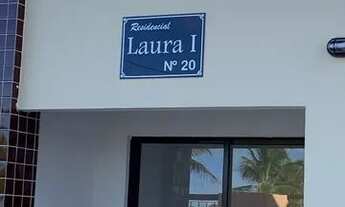 Residencial
Laura I
Nº 20